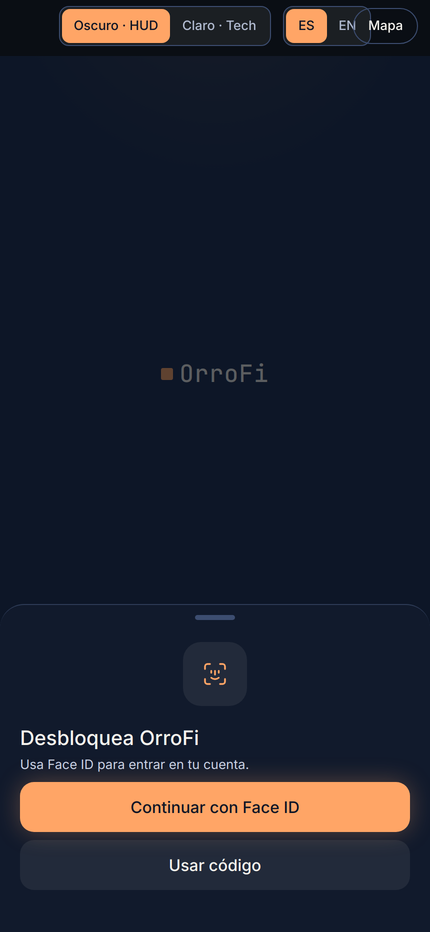 Oscuro · HUD Claro · Tech ES EN Mapa
OrroFi
Desbloquea OrroFi
Usa Face ID para entrar en tu cuenta.
Continuar con Face ID
Usar código